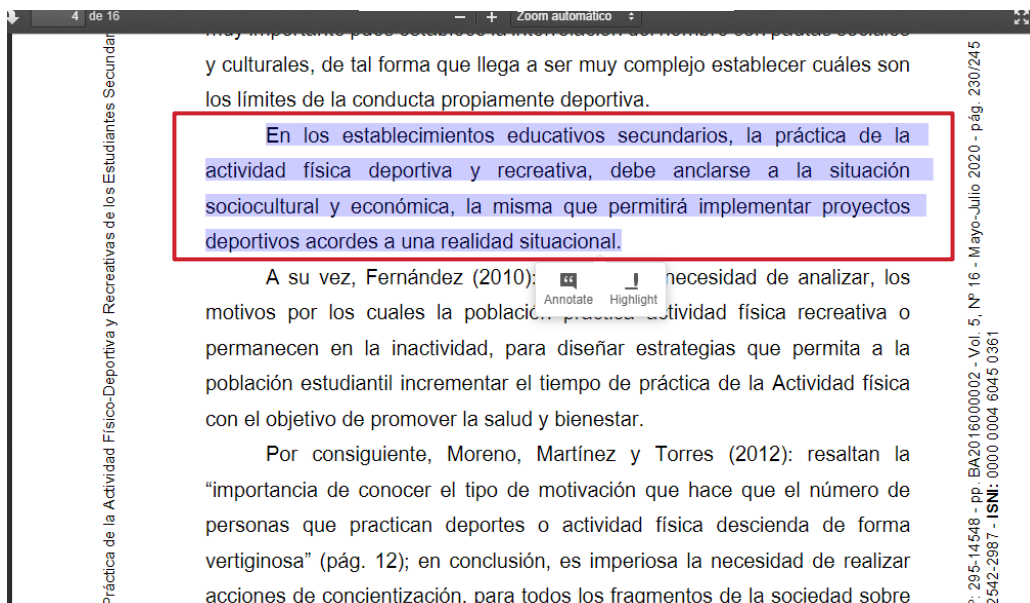 4 de 16
Zoom automático
y culturales, de tal forma que llega a ser muy complejo establecer cuáles son
los límites de la conducta propiamente deportiva.
En los establecimientos educativos secundarios, la práctica de la
actividad física deportiva y recreativa, debe anclarse a la situación
sociocultural y económica, la misma que permitirá implementar proyectos
deportivos acordes a una realidad situacional.
A su vez, Fernández (2010): necesidad de analizar, los
Annotate Highlight
motivos por los cuales la población práctica actividad física recreativa o
permanecen en la inactividad, para diseñar estrategias que permita a la
población estudiantil incrementar el tiempo de práctica de la Actividad física
con el objetivo de promover la salud y bienestar.
Por consiguiente, Moreno, Martínez y Torres (2012): resaltan la
“importancia de conocer el tipo de motivación que hace que el número de
personas que practican deportes o actividad física descienda de forma
vertiginosa” (pág. 12); en conclusión, es imperiosa la necesidad de realizar
acciones de concientización, para todos los fragmentos de la sociedad sobre
Práctica de la Actividad Físico-Deportiva y Recreativas de los Estudiantes
295-14548 - pp. BA2016000002 - Vol. 5, Nº 16 - Mayo-Julio 2020 - pág. 230/245
2542-2987 - ISNI: 0000 0004 6045 0361